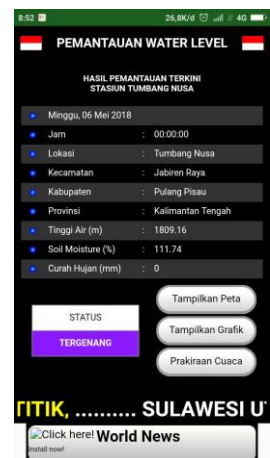 8:52 26,8K/d 4G
PEMANTAUAN WATER LEVEL
HASIL PEMANTAUAN TERKINI
STASIUN TUMBANG NUSA
Minggu, 06 Mei 2018
Jam : 00:00:00
Lokasi : Tumbang Nusa
Kecamatan : Jabiren Raya
Kabupaten : Pulang Pisau
Provinsi : Kalimantan Tengah
Tinggi Air (m) : 1809.16
Soil Moisture (%) : 111.74
Curah Hujan (mm) : 0
Tampilkan Peta
STATUS
Tampilkan Grafik
TERGENANG
Prakiraan Cuaca
TITIK, .......... SULAWESI U
Click here! World News
Install now!